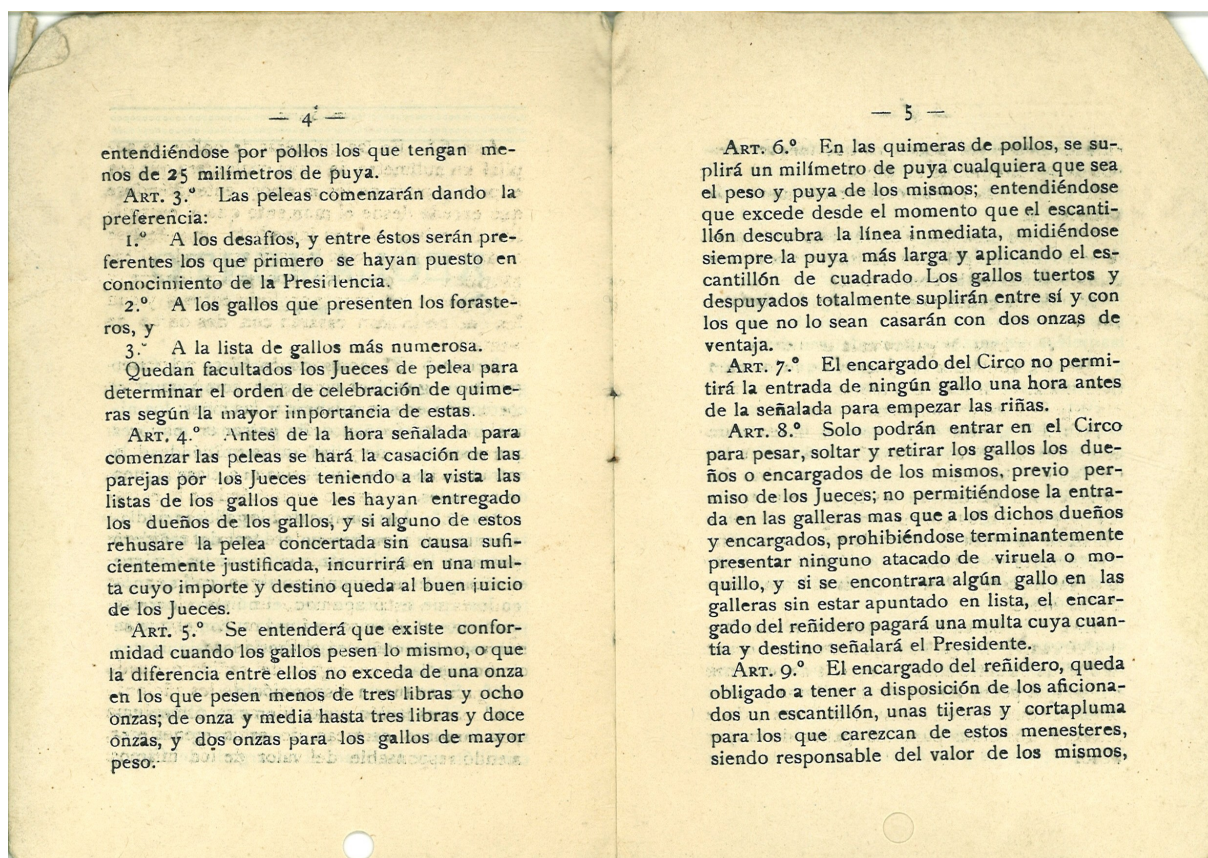 — 4 —
entendiéndose por pollos los que tengan me-
nos de 25 milímetros de puya.
ART. 3.º Las peleas comenzarán dando la
preferencia:
1.º A los desafíos, y entre éstos serán pre-
ferentes los que primero se hayan puesto en
conocimiento de la Presidencia.
2.º A los gallos que presenten los foraste-
ros, y
3.º A la lista de gallos más numerosa.
Quedan facultados los Jueces de pelea para
determinar el orden de celebración de quime-
ras según la mayor importancia de estas.
ART. 4.º Antes de la hora señalada para
comenzar las peleas se hará la casación de las
parejas por los Jueces teniendo a la vista las
listas de los gallos que les hayan entregado
los dueños de los gallos, y si alguno de estos
rehusare la pelea concertada sin causa sufi-
cientemente justificada, incurrirá en una mul-
ta cuyo importe y destino queda al buen juicio
de los Jueces.
ART. 5.º Se entenderá que existe confor-
midad cuando los gallos pesen lo mismo, o que
la diferencia entre ellos no exceda de una onza
en los que pesen menos de tres libras y ocho
onzas; de onza y media hasta tres libras y doce
onzas, y dos onzas para los gallos de mayor
peso.
— 5 —
ART. 6.º En las quimeras de pollos, se su-
plirá un milímetro de puya cualquiera que sea
el peso y puya de los mismos; entendiéndose
que excede desde el momento que el escanti-
llón descubra la línea inmediata, midiéndose
siempre la puya más larga y aplicando el es-
cantillón de cuadrado. Los gallos tuertos y
despuyados totalmente suplirán entre sí y con
los que no lo sean casarán con dos onzas de
ventaja.
ART. 7.º El encargado del Circo no permi-
tirá la entrada de ningún gallo una hora antes
de la señalada para empezar las riñas.
ART. 8.º Solo podrán entrar en el Circo
para pesar, soltar y retirar los gallos los due-
ños o encargados de los mismos, previo per-
miso de los Jueces; no permitiéndose la entra-
da en las galleras mas que a los dichos dueños
y encargados, prohibiéndose terminantemente
presentar ninguno atacado de viruela o mo-
quillo, y si se encontrara algún gallo en las
galleras sin estar apuntado en lista, el encar-
gado del reñidero pagará una multa cuya cuan-
tía y destino señalará el Presidente.
ART. 9.º El encargado del reñidero, queda
obligado a tener a disposición de los aficiona-
dos un escantillón, unas tijeras y cortapluma
para los que carezcan de estos menesteres,
siendo responsable del valor de los mismos,